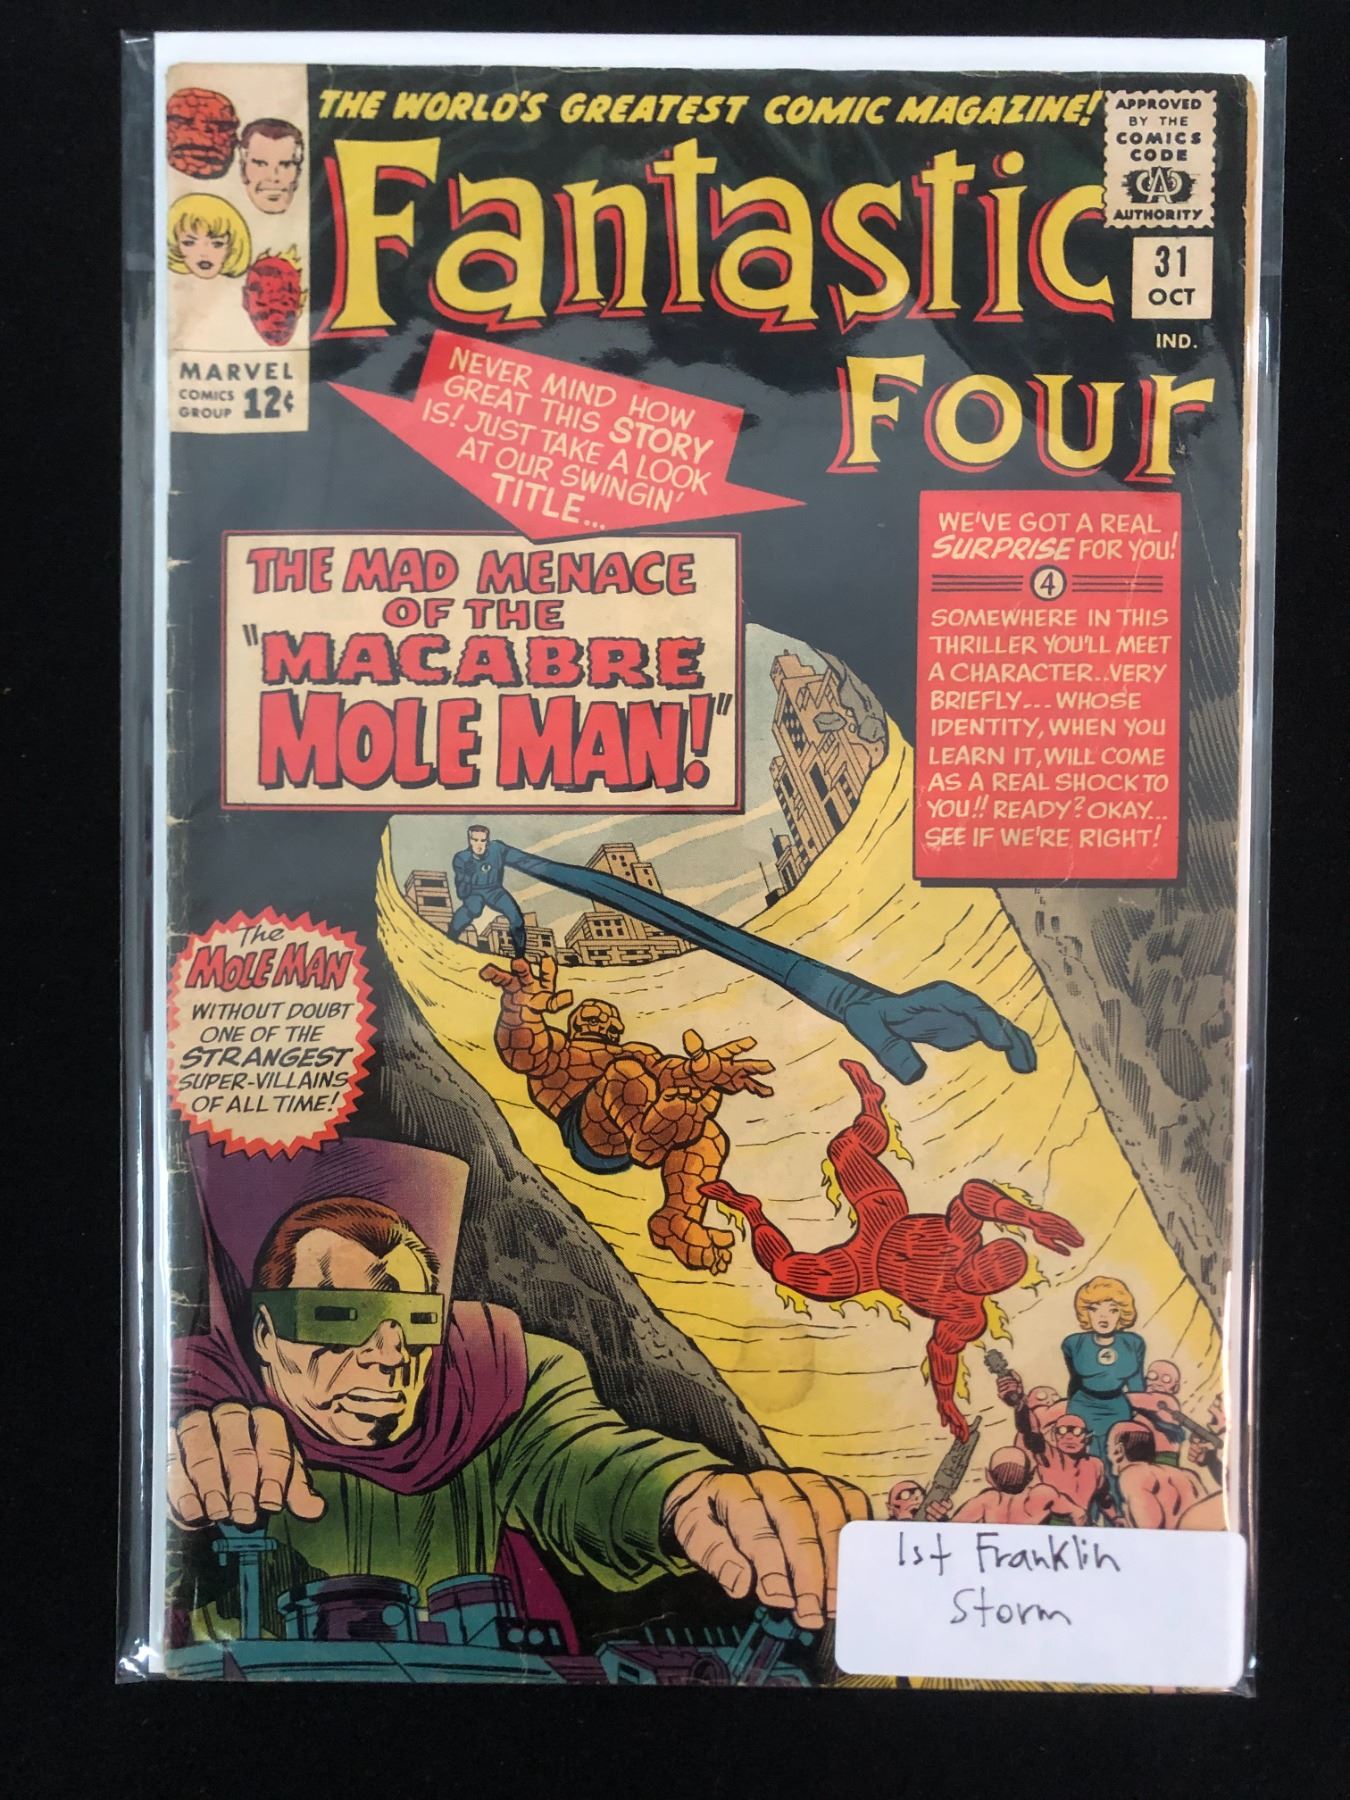 THE WORLD'S GREATEST COMIC MAGAZINE!
Fantastic
Four
APPROVED
BY THE
COMICS
CODE
CA
AUTHORITY
31
OCT
IND.
MARVEL
COMICS
GROUP 12¢
NEVER MIND HOW
GREAT THIS STORY
IS! JUST TAKE A LOOK
AT OUR SWINGIN'
TITLE...
THE MAD MENACE
OF THE
"MACABRE
MOLE MAN!"
WE'VE GOT A REAL
SURPRISE FOR YOU!
4
SOMEWHERE IN THIS
THRILLER YOU'LL MEET
A CHARACTER..VERY
BRIEFLY... WHOSE
IDENTITY, WHEN YOU
LEARN IT, WILL COME
AS A REAL SHOCK TO
YOU!! READY? OKAY...
SEE IF WE'RE RIGHT!
The
MOLE MAN
WITHOUT DOUBT
ONE OF THE
STRANGEST
SUPER-VILLAINS
OF ALL TIME!
4
1st Franklin
Storm